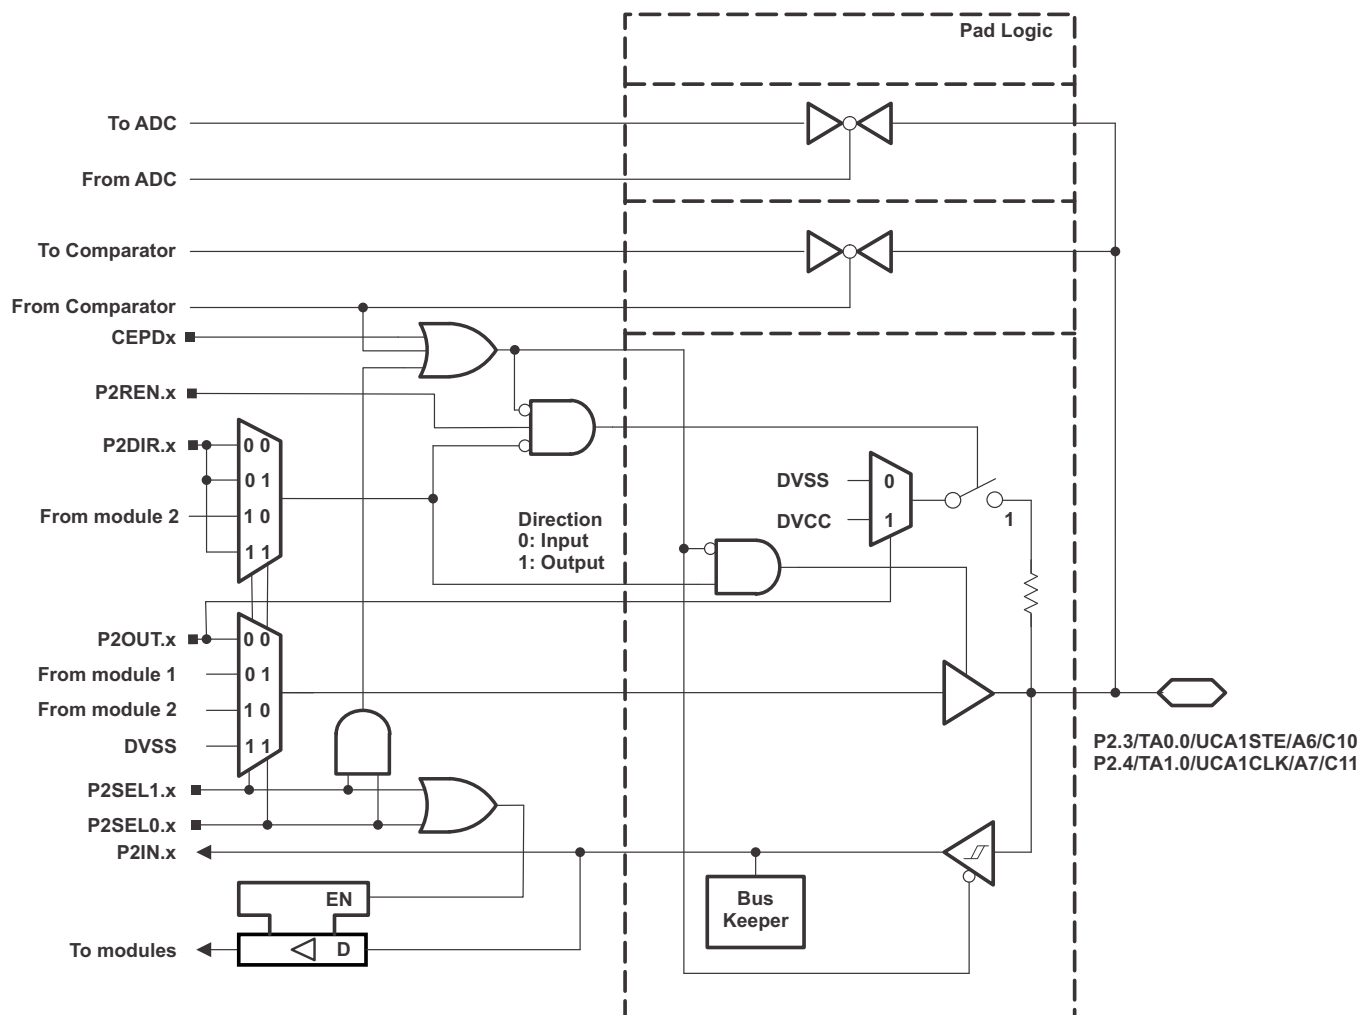 Pad Logic
To ADC
From ADC
To Comparator
From Comparator
CEPDx
P2REN.x
P2DIR.x
0 0
0 1
From module 2
1 0
1 1
Direction
0: Input
1: Output
DVSS
0
DVCC
1
1
P2OUT.x
0 0
From module 1
0 1
From module 2
1 0
DVSS
1 1
P2.3/TA0.0/UCA1STE/A6/C10
P2.4/TA1.0/UCA1CLK/A7/C11
P2SEL1.x
P2SEL0.x
P2IN.x
Bus
Keeper
EN
To modules
D